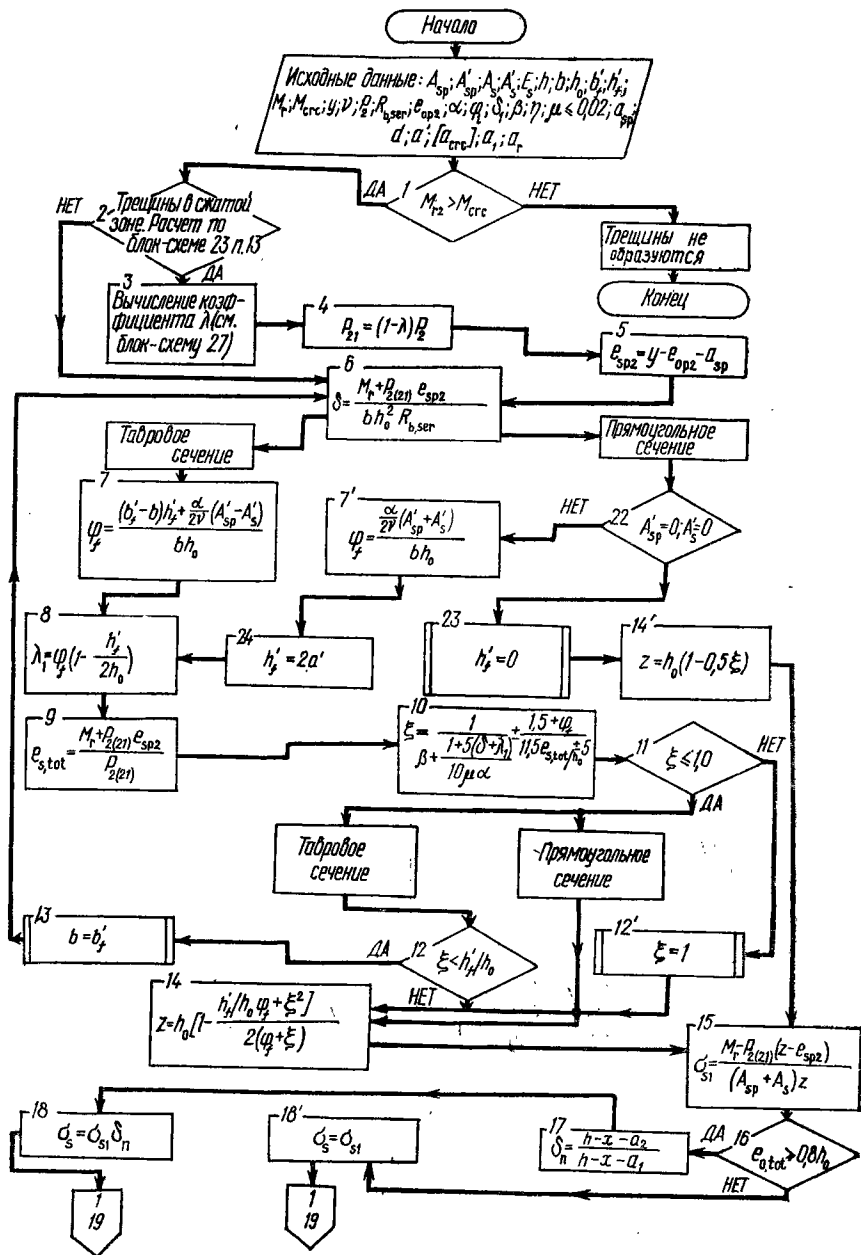 Начало
Исходные данные: A_sp; A'_sp; A_s; A'_s; E_s; h; b; h_0; b'_f; h'_f;
M_r; M_crc; y; ν; P_2; R_b,ser; e_op2; α; φ_l; δ_1; β; η; μ ≤ 0,02; a_sp;
d; a'; [a_crc]; a_1; a_r
1
M_r2 > M_crc
ДА
НЕТ
2
Трещины в сжатой
зоне. Расчет по
блок-схеме 23 п.13
НЕТ
ДА
Трещины не
образуются
Конец
3
Вычисление коэф-
фициента λ (см.
блок-схему 27)
4
P_21 = (1-λ)P_2
5
e_sp2 = y - e_op2 - a_sp
6
δ = (M_r + P_2(21) e_sp2) / (b h_0^2 R_b,ser)
Тавровое
сечение
Прямоугольное
сечение
7
φ_f = ((b'_f - b)h'_f + α/2ν (A'_sp - A'_s)) / (bh_0)
7'
φ_f = (α/2ν (A'_sp + A'_s)) / (bh_0)
НЕТ
22
A'_sp = 0; A'_s = 0
8
λ_1 = φ_f (1 - h'_f / 2h_0)
24
h'_f = 2a'
23
h'_f = 0
14'
z = h_0 (1 - 0,5ξ)
9
e_s,tot = (M_r + P_2(21) e_sp2) / P_2(21)
10
ξ = 1 / (β + (1+5(δ+λ_1)) / 10μα) + (1,5+φ_f) / (11,5 e_s,tot/h_0 ± 5)
11
ξ ≤ 1,0
НЕТ
ДА
Тавровое
сечение
Прямоугольное
сечение
13
b = b'_f
ДА
12
ξ < h'_f/h_0
НЕТ
12'
ξ = 1
14
z = h_0 [1 - (h'_f/h_0 φ_f + ξ^2] / 2(φ_f + ξ))
15
σ_s1 = (M_r - P_2(21) (z - e_sp2)) / ((A_sp + A_s) z)
18
σ_s = σ_s1 δ_п
18'
σ_s = σ_s1
17
δ_п = (h - x - a_2) / (h - x - a_1)
ДА
16
e_0,tot > 0,8h_0
НЕТ
1
19
1
19